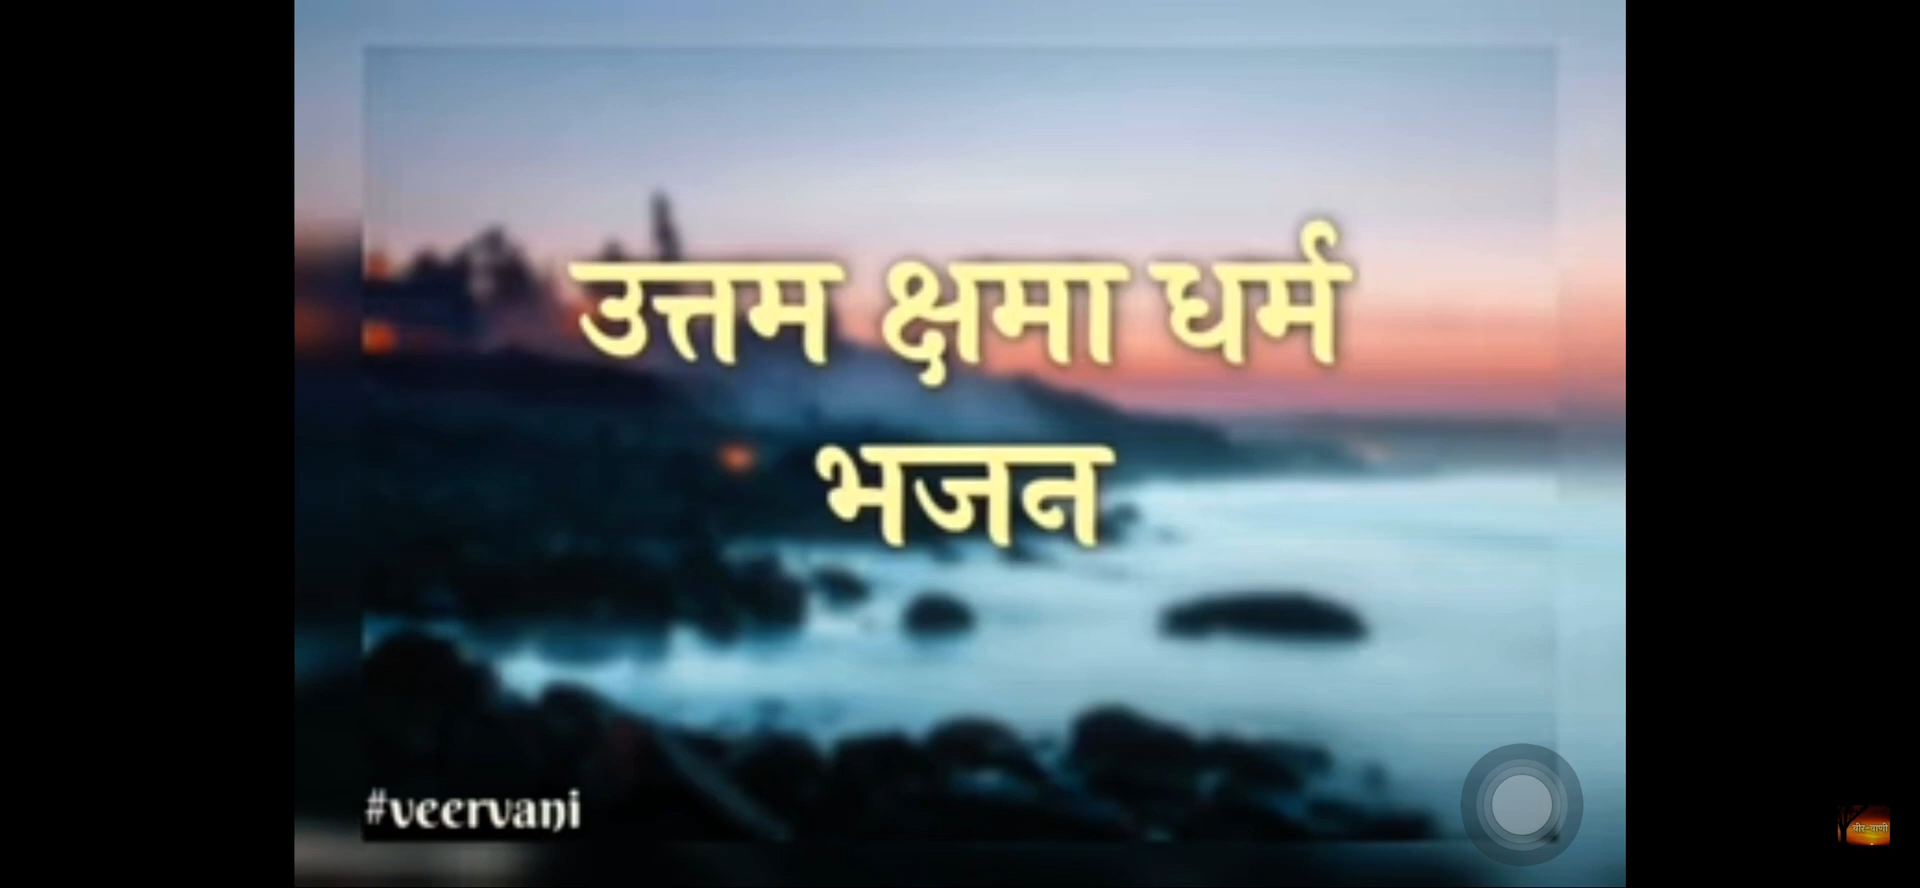 उत्तम क्षमा धर्म
भजन
#veervani
वीर-वाणी